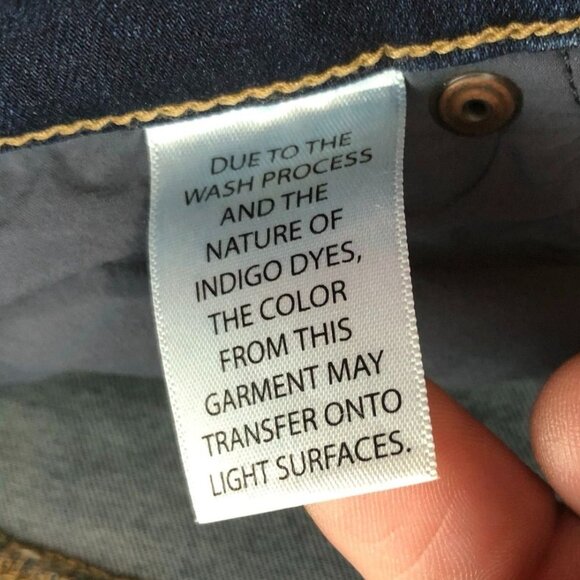 DUE TO THE
WASH PROCESS
AND THE
NATURE OF
INDIGO DYES,
THE COLOR
FROM THIS
GARMENT MAY
TRANSFER ONTO
LIGHT SURFACES.